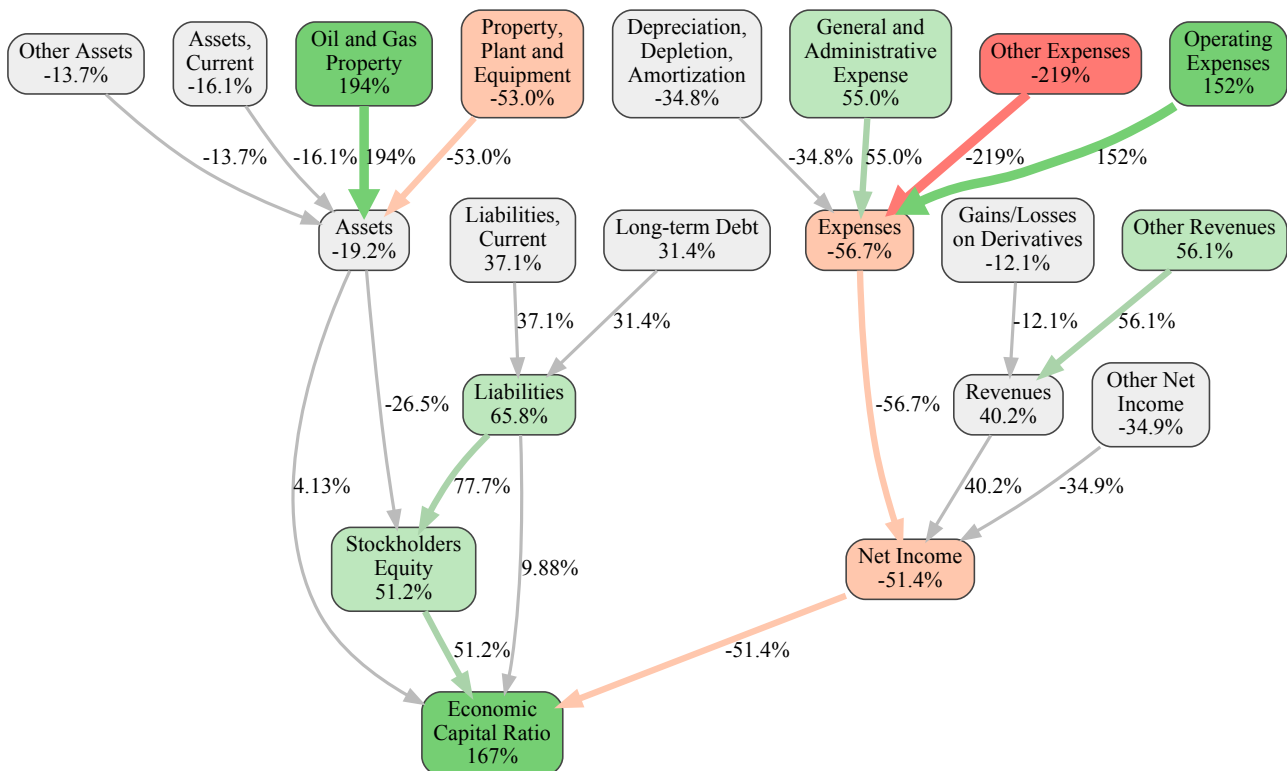 Other Assets
-13.7%
Assets,
Current
-16.1%
Oil and Gas
Property
194%
Property,
Plant and
Equipment
-53.0%
Depreciation,
Depletion,
Amortization
-34.8%
General and
Administrative
Expense
55.0%
Other Expenses
-219%
Operating
Expenses
152%
-13.7%
-16.1%
194%
-53.0%
-34.8%
55.0%
-219%
152%
Assets
-19.2%
Liabilities,
Current
37.1%
Long-term Debt
31.4%
Expenses
-56.7%
Gains/Losses
on Derivatives
-12.1%
Other Revenues
56.1%
37.1%
31.4%
-12.1%
56.1%
-26.5%
Liabilities
65.8%
-56.7%
Revenues
40.2%
Other Net
Income
-34.9%
4.13%
77.7%
40.2%
-34.9%
Stockholders
Equity
51.2%
9.88%
Net Income
-51.4%
51.2%
-51.4%
Economic
Capital Ratio
167%